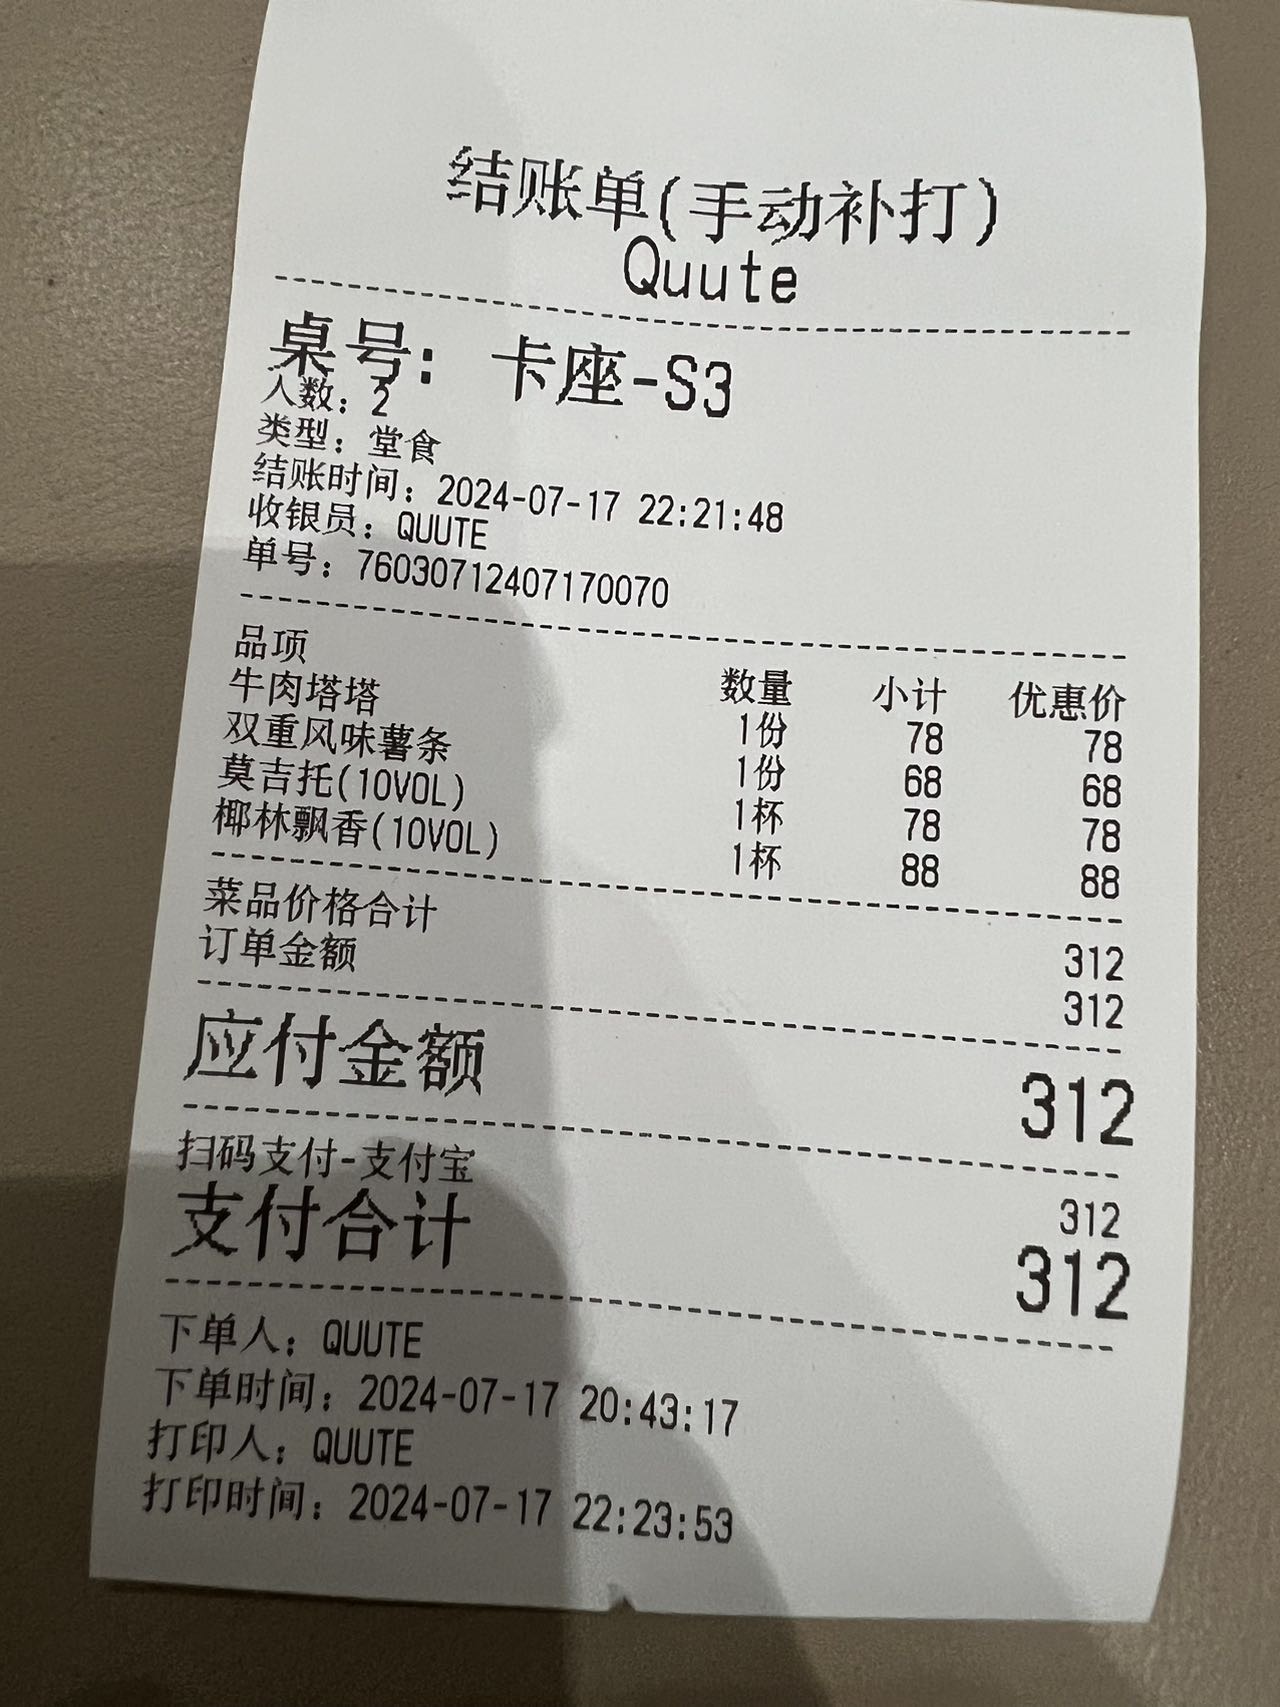 结账单(手动补打)
Quute
桌号: 卡座-S3
人数: 2
类型: 堂食
结账时间: 2024-07-17 22:21:48
收银员: QUUTE
单号: 76030712407170070
品项 数量 小计 优惠价
牛肉塔塔 1份 78 78
双重风味薯条 1份 68 68
莫吉托(10VOL) 1杯 78 78
椰林飘香(10VOL) 1杯 88 88
菜品价格合计 312
订单金额 312
应付金额 312
扫码支付-支付宝 312
支付合计 312
下单人: QUUTE
下单时间: 2024-07-17 20:43:17
打印人: QUUTE
打印时间: 2024-07-17 22:23:53